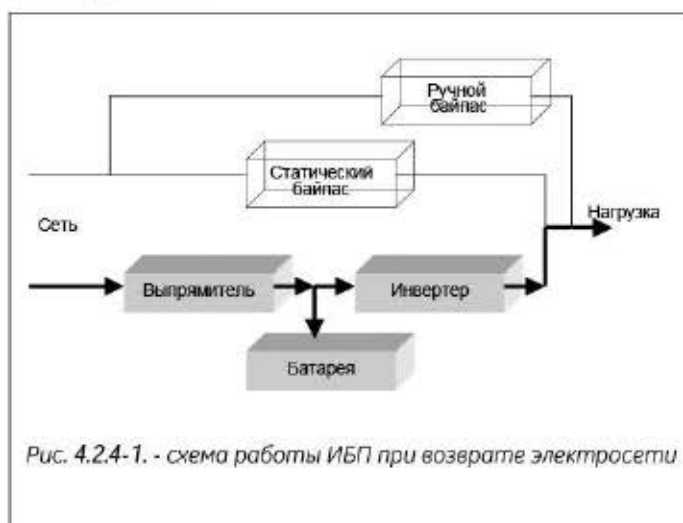 Ручной
байпас
Статический
байпас
Сеть
Нагрузка
Выпрямитель
Инвертер
Батарея
Рис. 4.2.4-1. - схема работы ИБП при возврате электросети